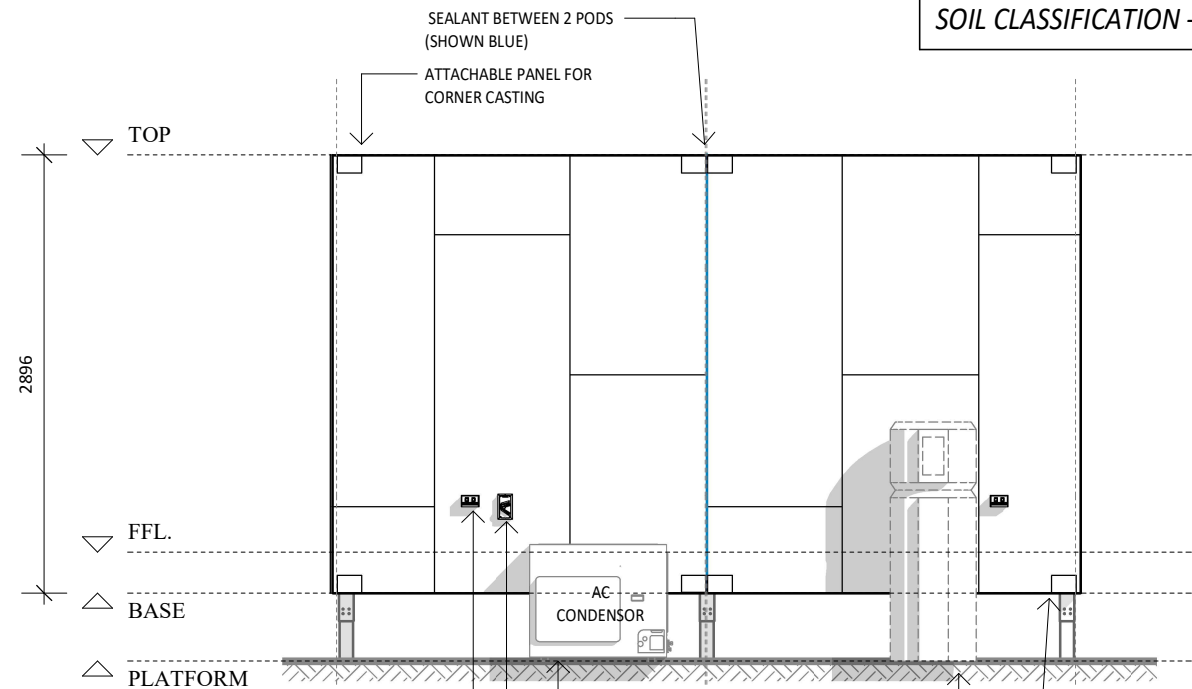 SOIL CLASSIFICATION -
SEALANT BETWEEN 2 PODS
(SHOWN BLUE)
ATTACHABLE PANEL FOR
CORNER CASTING
TOP
2896
FFL.
BASE
AC
CONDENSOR
PLATFORM